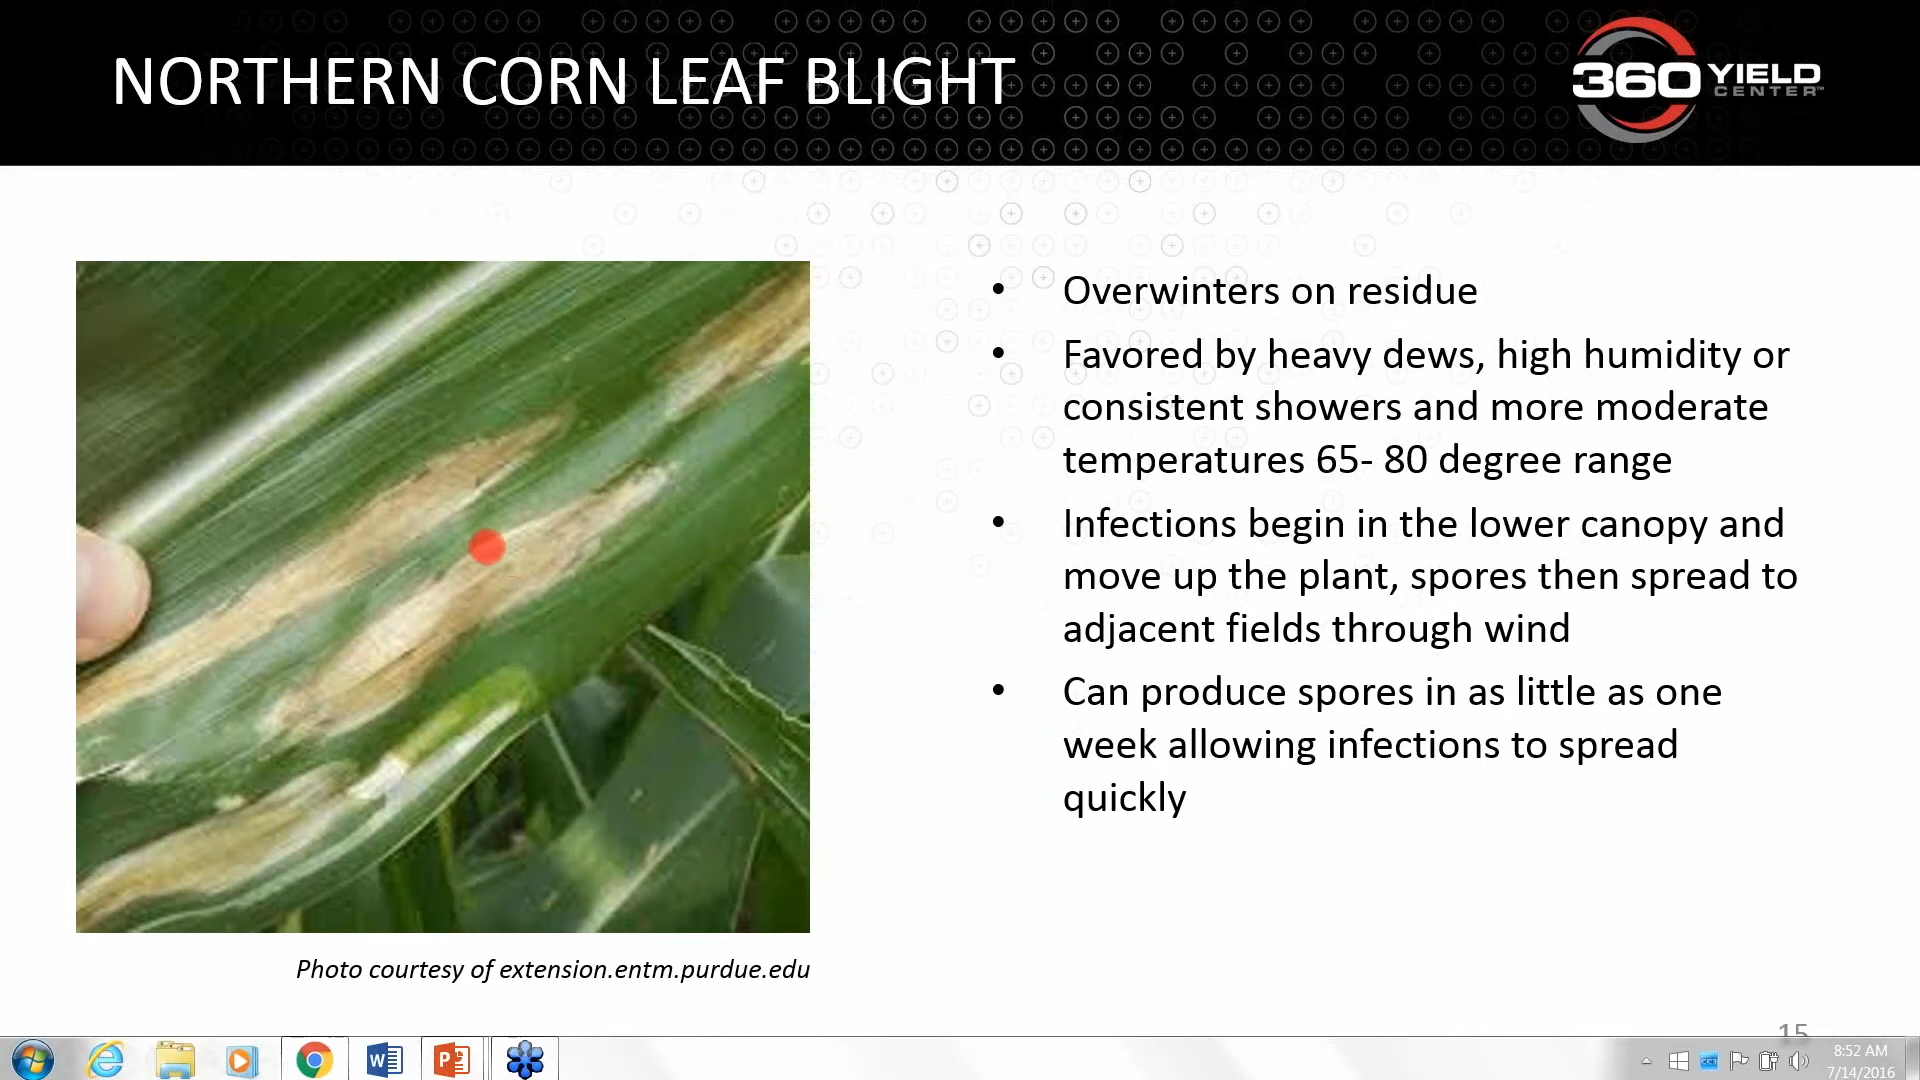 NORTHERN CORN LEAF BLIGHT
360 YIELD
CENTER™
• Overwinters on residue
• Favored by heavy dews, high humidity or
consistent showers and more moderate
temperatures 65- 80 degree range
• Infections begin in the lower canopy and
move up the plant, spores then spread to
adjacent fields through wind
• Can produce spores in as little as one
week allowing infections to spread
quickly
Photo courtesy of extension.entm.purdue.edu
15
8:52 AM
7/14/2016